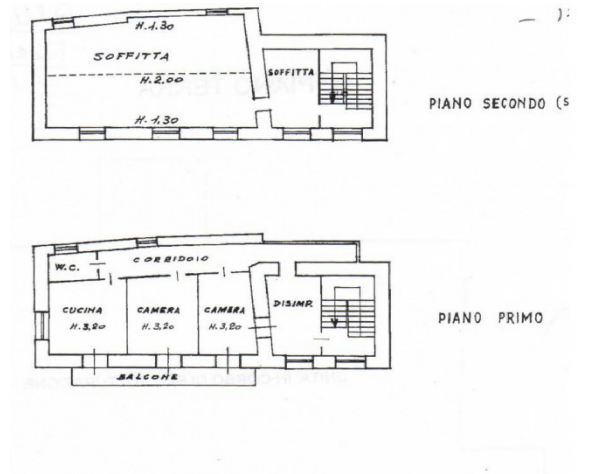 H. 1.30
SOFFITTA
H. 2.00
H. 1.30
SOFFITTA
PIANO SECONDO (S
W.C.
CORRIDOIO
CUCINA
H. 3,20
CAMERA
H. 3,20
CAMERA
H. 3,20
DISIMP.
BALCONE
PIANO PRIMO